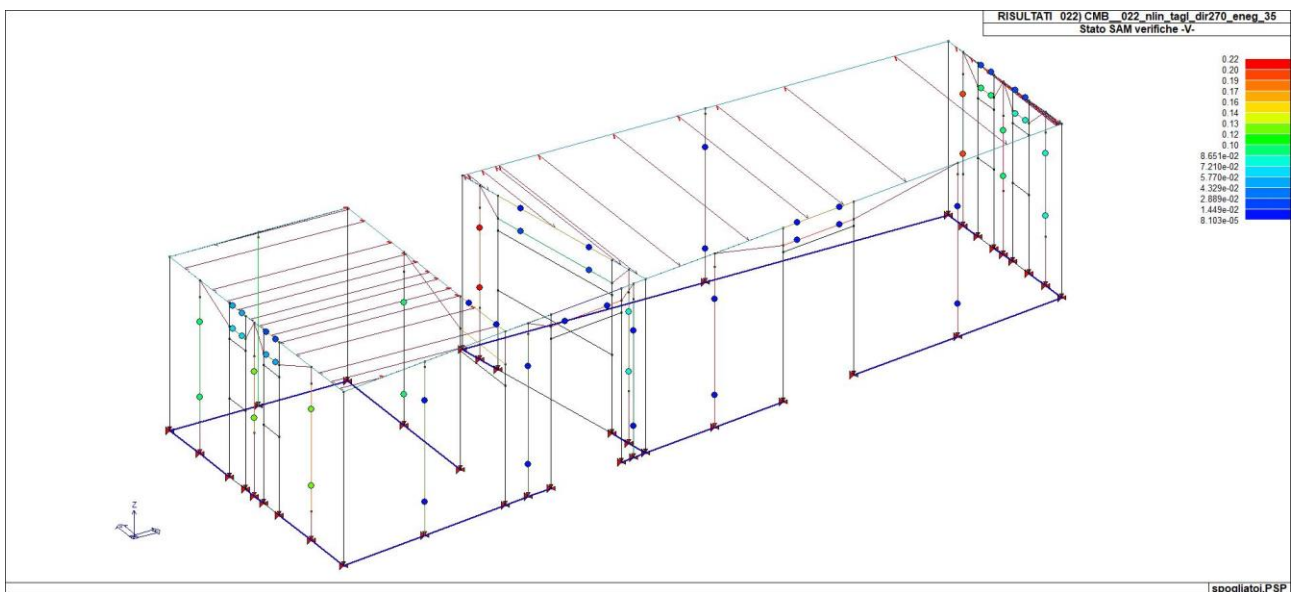 RISULTATI 022) CMB__022_nlin_tagl_dir270_eneg_35
Stato SAM verifiche -V-
0.22
0.20
0.19
0.17
0.16
0.14
0.13
0.12
0.10
8.651e-02
7.210e-02
5.770e-02
4.329e-02
2.889e-02
1.449e-02
8.103e-05
Z
spogliatoi.PSP